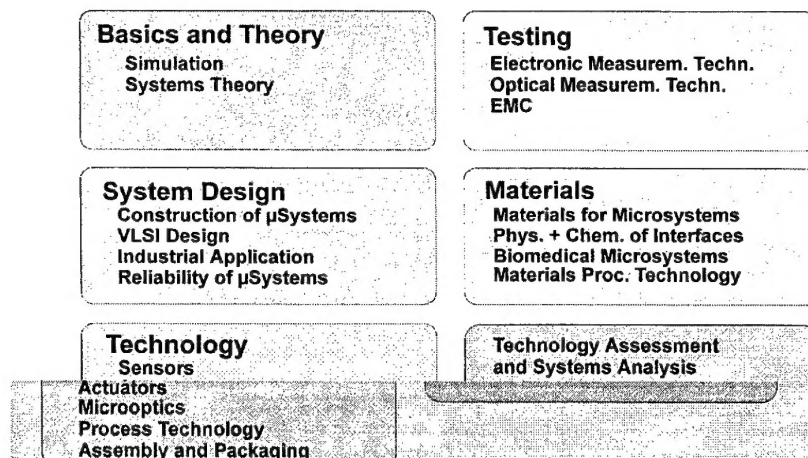 Basics and Theory
Simulation
Systems Theory
Testing
Electronic Measurem. Techn.
Optical Measurem. Techn.
EMC
System Design
Construction of µSystems
VLSI Design
Industrial Application
Reliability of µSystems
Materials
Materials for Microsystems
Phys. + Chem. of Interfaces
Biomedical Microsystems
Materials Proc. Technology
Technology
Sensors
Actuators
Microoptics
Process Technology
Assembly and Packaging
Technology Assessment
and Systems Analysis